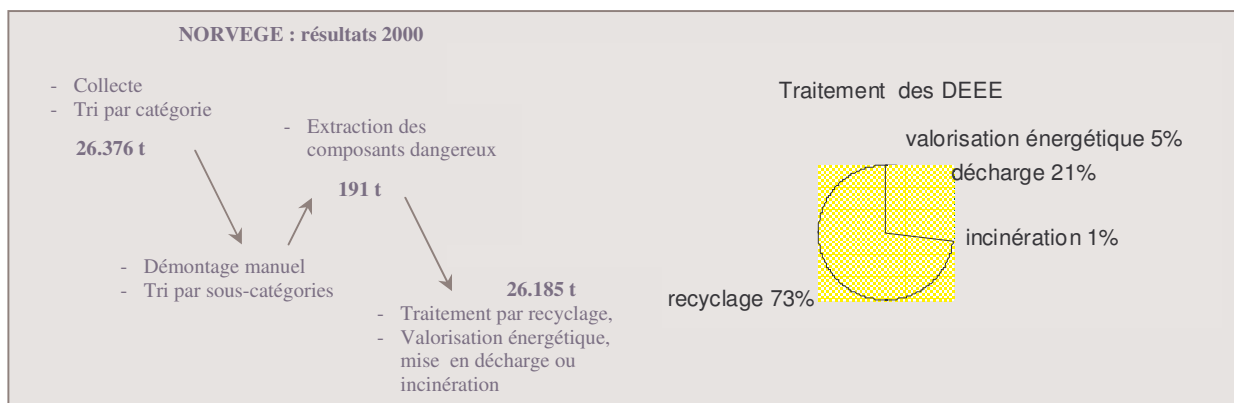 NORVEGE : résultats 2000
- Collecte
- Tri par catégorie
26.376 t
- Extraction des
composants dangereux
191 t
- Démontage manuel
- Tri par sous-catégories
26.185 t
- Traitement par recyclage,
- Valorisation énergétique,
mise en décharge ou
incinération
Traitement des DEEE
valorisation énergétique 5%
décharge 21%
incinération 1%
recyclage 73%